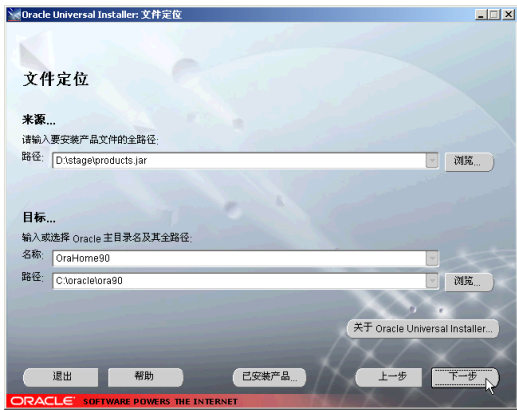 Oracle Universal Installer: 文件定位
文件定位
来源...
请输入要安装产品文件的全路径:
路径: D:\stage\products.jar 浏览...
目标...
输入或选择 Oracle 主目录名及其全路径:
名称: OraHome90
路径: C:\oracle\ora90 浏览...
关于 Oracle Universal Installer...
退出 帮助 已安装产品... 上一步 下一步
ORACLE SOFTWARE POWERS THE INTERNET